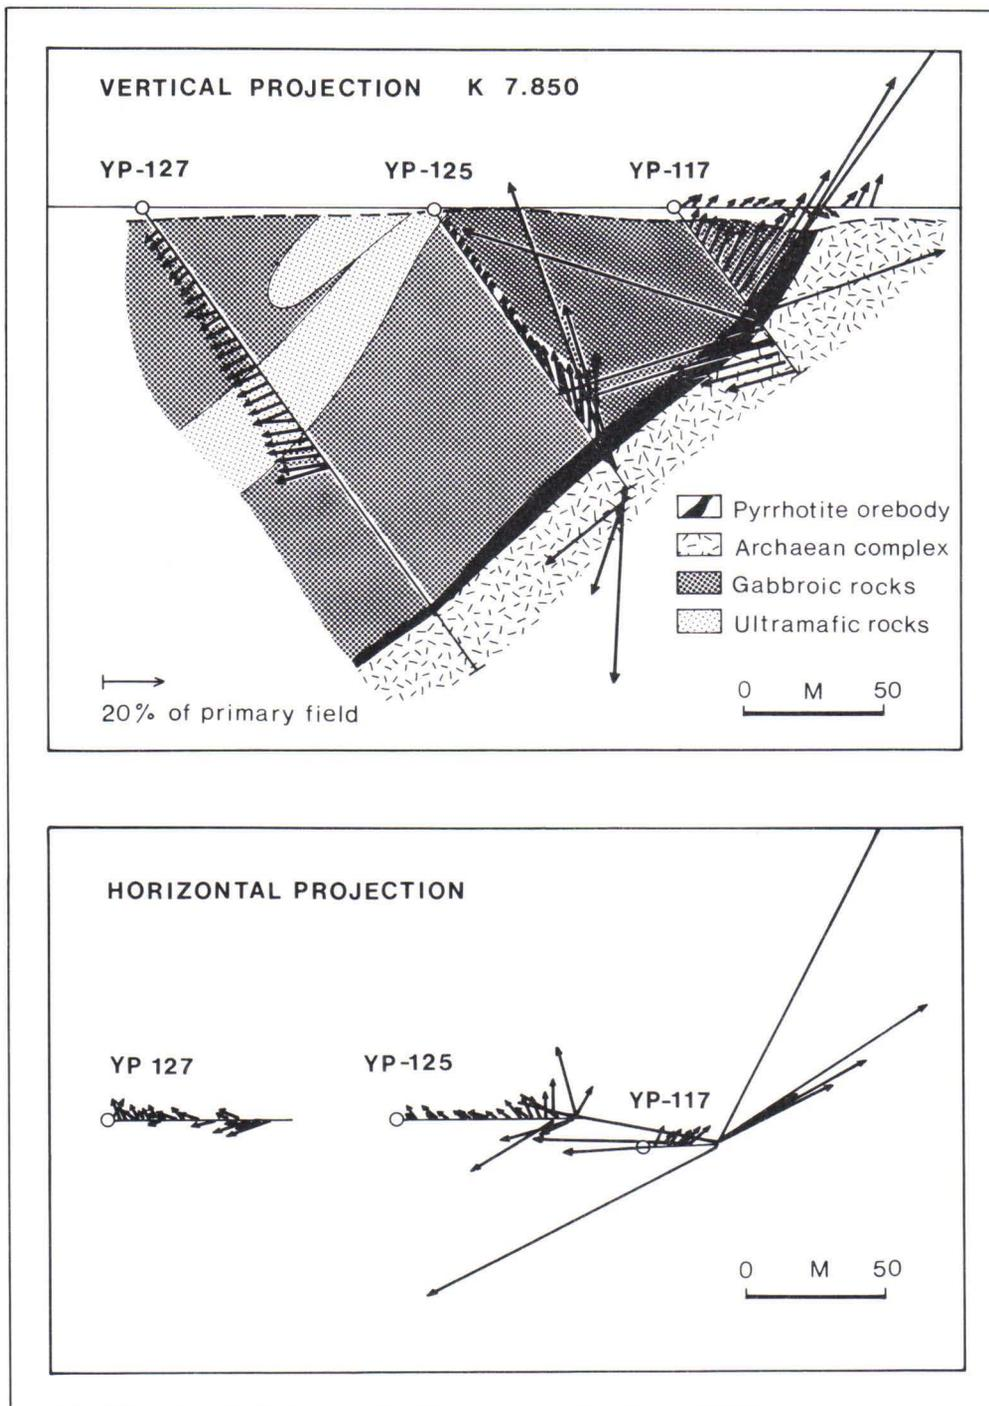 VERTICAL PROJECTION K 7.850
YP-127 YP-125 YP-117
Pyrrhotite orebody
Archaean complex
Gabbroic rocks
Ultramafic rocks
20% of primary field
0 M 50
HORIZONTAL PROJECTION
YP 127 YP-125
YP-117
0 M 50